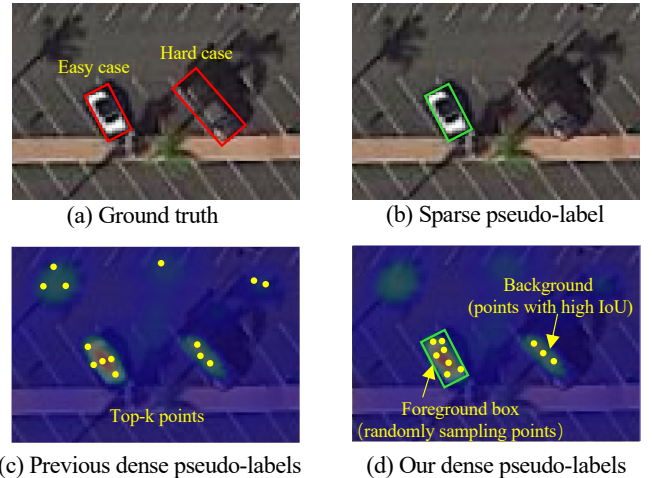 Easy case
Hard case
(a) Ground truth
(b) Sparse pseudo-label
Top-k points
(c) Previous dense pseudo-labels
Background
(points with high IoU)
Foreground box
(randomly sampling points)
(d) Our dense pseudo-labels